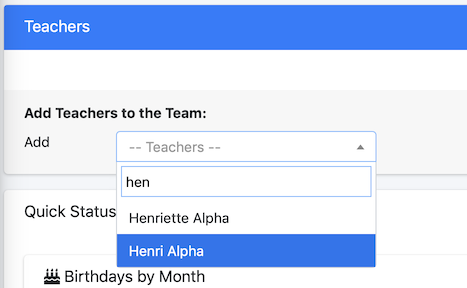 Teachers
Add Teachers to the Team:
Add
-- Teachers --
hen
Henriette Alpha
Quick Status
Henri Alpha
Birthdays by Month